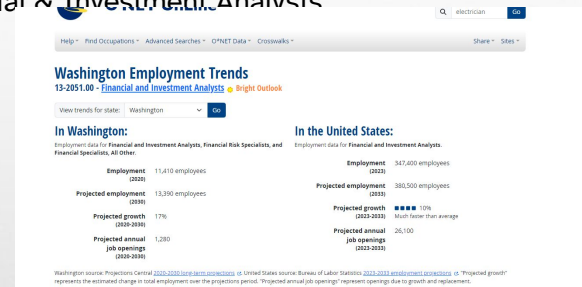 al & Investment Analysts
electrician
Go
Help
Find Occupations
Advanced Searches
O*NET Data
Crosswalks
Share
Sites
Washington Employment Trends
13-2051.00 - Financial and Investment Analysts Bright Outlook
View trends for state: Washington Go
In Washington:
Employment data for Financial and Investment Analysts, Financial Risk Specialists, and
Financial Specialists, All Other.
Employment 11,410 employees
(2020)
Projected employment 13,390 employees
(2030)
Projected growth 17%
(2020-2030)
Projected annual 1,280
job openings
(2020-2030)
In the United States:
Employment data for Financial and Investment Analysts.
Employment 347,400 employees
(2023)
Projected employment 380,500 employees
(2033)
Projected growth 10%
(2023-2033) Much faster than average
Projected annual 26,100
job openings
(2023-2033)
Washington source: Projections Central 2020-2030 long-term projections. United States source: Bureau of Labor Statistics 2023-2033 employment projections. "Projected growth"
represents the estimated change in total employment over the projections period. "Projected annual job openings" represent openings due to growth and replacement.